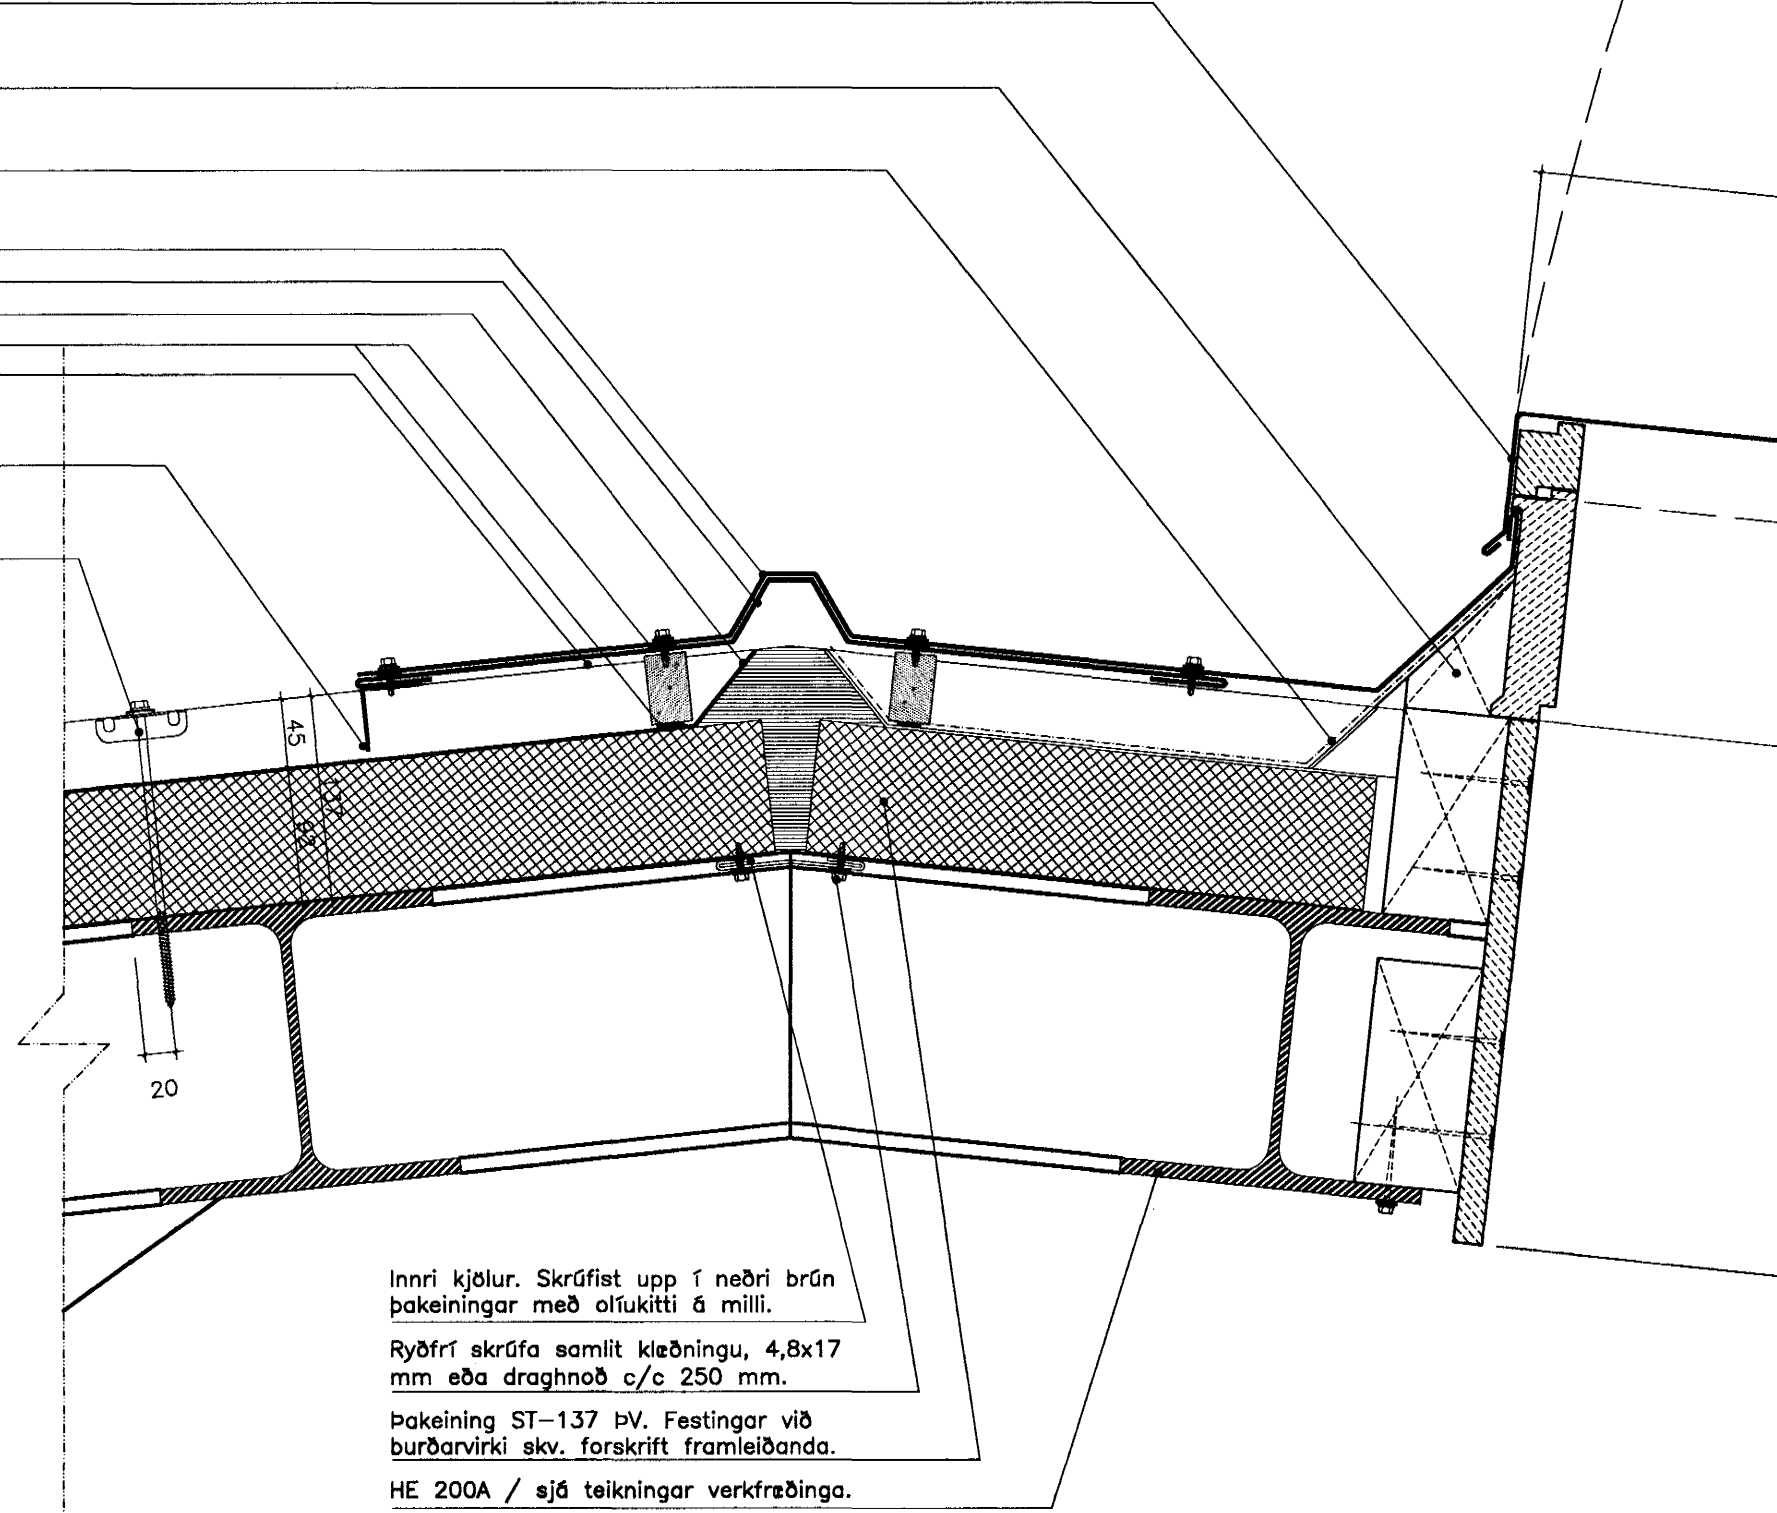 45
137
92
20
Innri kjölur. Skrúfist upp í neðri brún
þakeiningar með olíukitti á milli.
Ryðfrí skrúfa samlit klæðningu, 4,8x17
mm eða draghnoð c/c 250 mm.
Þakeining ST-137 ÞV. Festingar við
burðarvirki skv. forskrift framleiðanda.
HE 200A / sjá teikningar verkfræðinga.